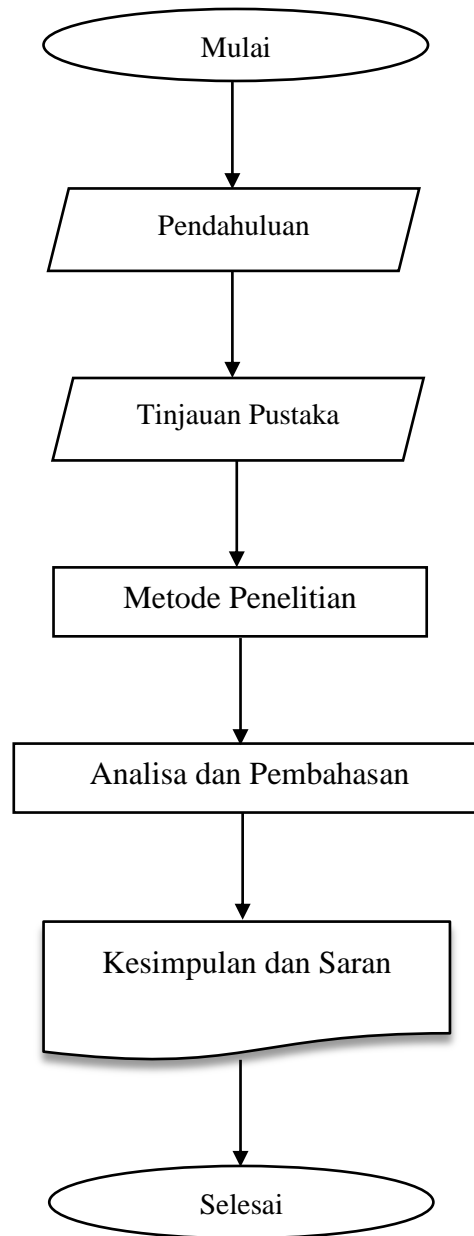 Mulai
Pendahuluan
Tinjauan Pustaka
Metode Penelitian
Analisa dan Pembahasan
Kesimpulan dan Saran
Selesai